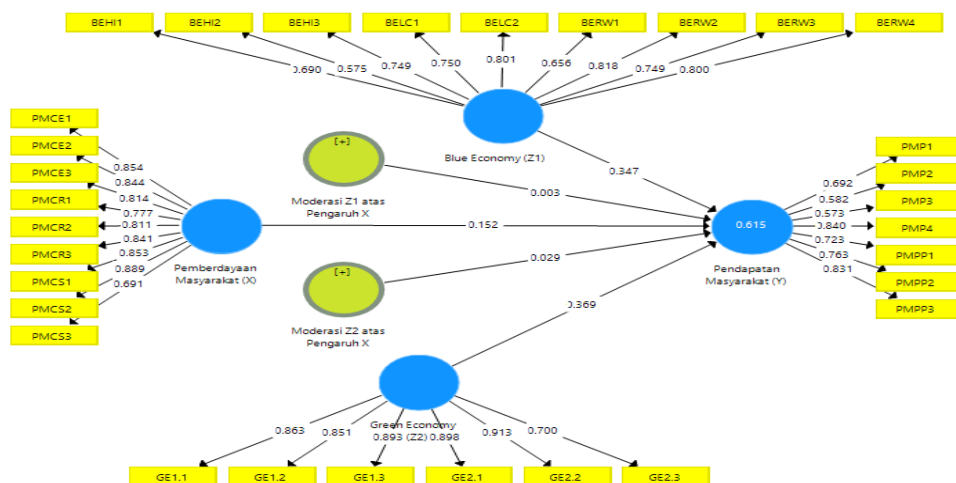 BEHI1 BEHI2 BEHI3 BELC1 BELC2 BERW1 BERW2 BERW3 BERW4
0.690 0.575 0.749 0.750 0.801 0.656 0.818 0.749 0.800
Blue Economy (Z1)
PMCE1
PMCE2
PMCE3
PMCR1
PMCR2
PMCR3
PMCS1
PMCS2
PMCS3
0.854
0.844
0.814
0.777
0.811
0.841
0.853
0.889
0.691
Pemberdayaan
Masyarakat (X)
[+]
Moderasi Z1 atas
Pengaruh X
[+]
Moderasi Z2 atas
Pengaruh X
0.347
0.003
0.152
0.029
0.369
0.615
Pendapatan
Masyarakat (Y)
0.692
0.582
0.573
0.840
0.723
0.763
0.831
PMP1
PMP2
PMP3
PMP4
PMPP1
PMPP2
PMPP3
Green Economy
(Z2)
0.863 0.851 0.893 0.898 0.913 0.700
GE1.1 GE1.2 GE1.3 GE2.1 GE2.2 GE2.3